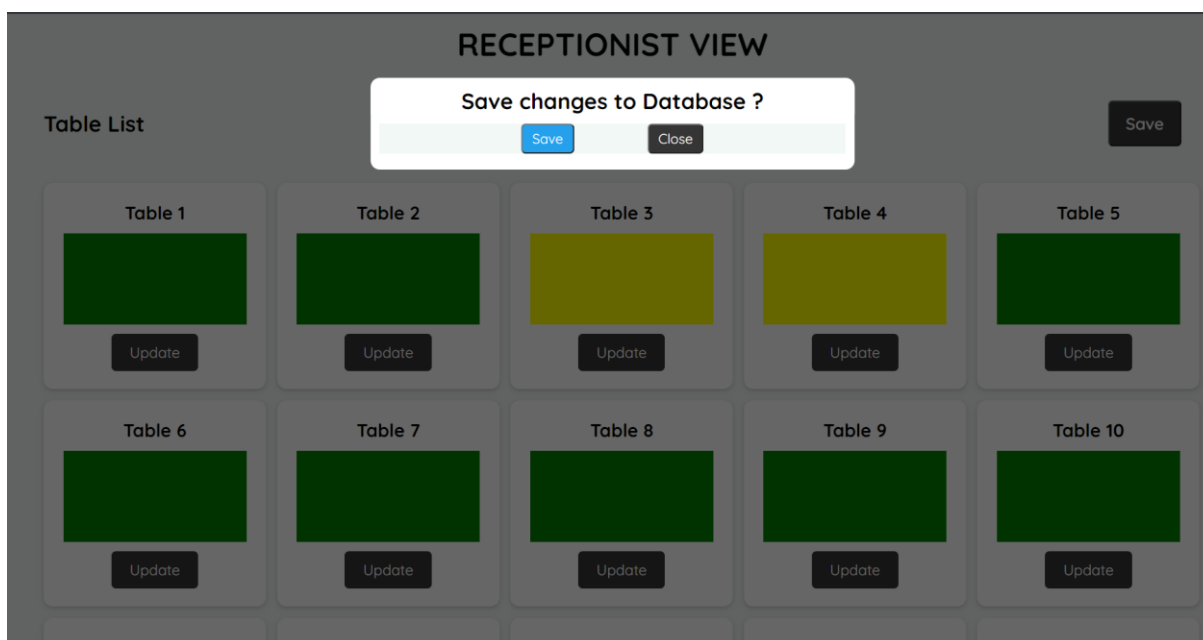 RECEPTIONIST VIEW
Save changes to Database ?
Table List
Save
Close
Save
Table 1
Table 2
Table 3
Table 4
Table 5
Update
Update
Update
Update
Update
Table 6
Table 7
Table 8
Table 9
Table 10
Update
Update
Update
Update
Update